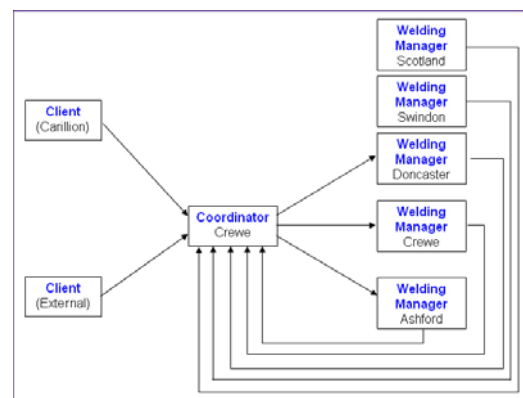 Client
(Carillion)
Client
(External)
Coordinator
Crewe
Welding
Manager
Scotland
Welding
Manager
Swindon
Welding
Manager
Doncaster
Welding
Manager
Crewe
Welding
Manager
Ashford